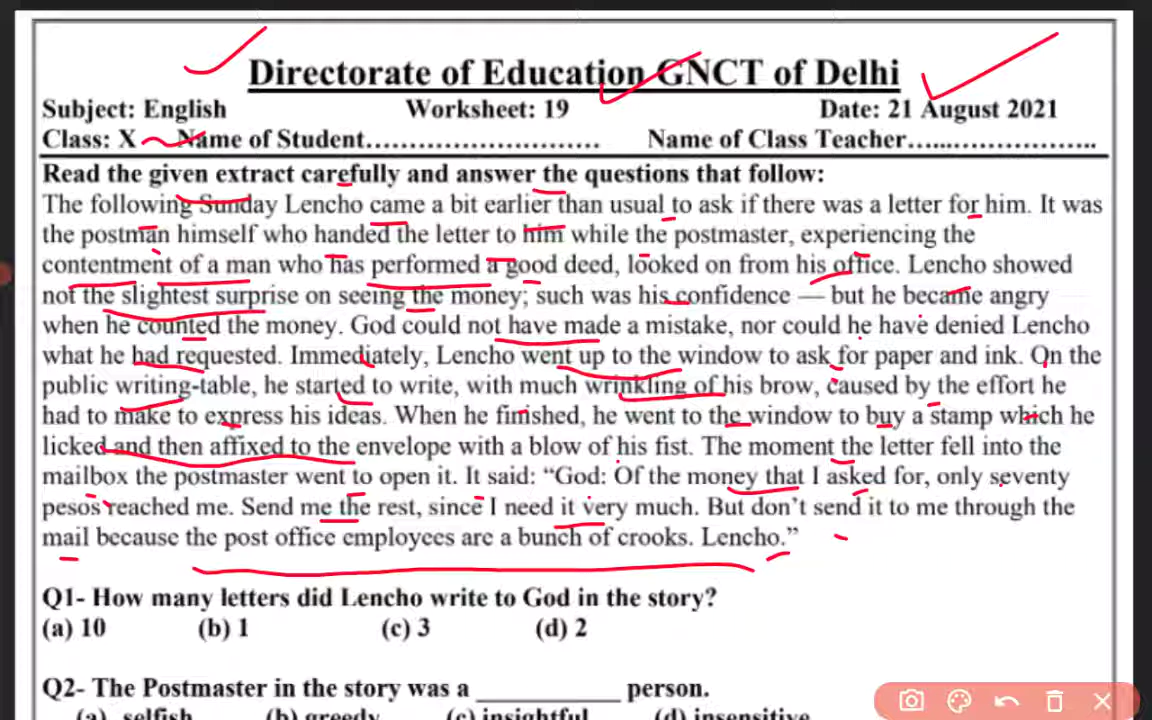 Directorate of Education GNCT of Delhi
Subject: English Worksheet: 19 Date: 21 August 2021
Class: X Name of Student........................... Name of Class Teacher......................
Read the given extract carefully and answer the questions that follow:
The following Sunday Lencho came a bit earlier than usual to ask if there was a letter for him. It was
the postman himself who handed the letter to him while the postmaster, experiencing the
contentment of a man who has performed a good deed, looked on from his office. Lencho showed
not the slightest surprise on seeing the money; such was his confidence — but he became angry
when he counted the money. God could not have made a mistake, nor could he have denied Lencho
what he had requested. Immediately, Lencho went up to the window to ask for paper and ink. On the
public writing-table, he started to write, with much wrinkling of his brow, caused by the effort he
had to make to express his ideas. When he finished, he went to the window to buy a stamp which he
licked and then affixed to the envelope with a blow of his fist. The moment the letter fell into the
mailbox the postmaster went to open it. It said: “God: Of the money that I asked for, only seventy
pesos reached me. Send me the rest, since I need it very much. But don’t send it to me through the
mail because the post office employees are a bunch of crooks. Lencho.”
Q1- How many letters did Lencho write to God in the story?
(a) 10 (b) 1 (c) 3 (d) 2
Q2- The Postmaster in the story was a __________ person.
(a) selfish (b) greedy (c) insightful (d) insensitive